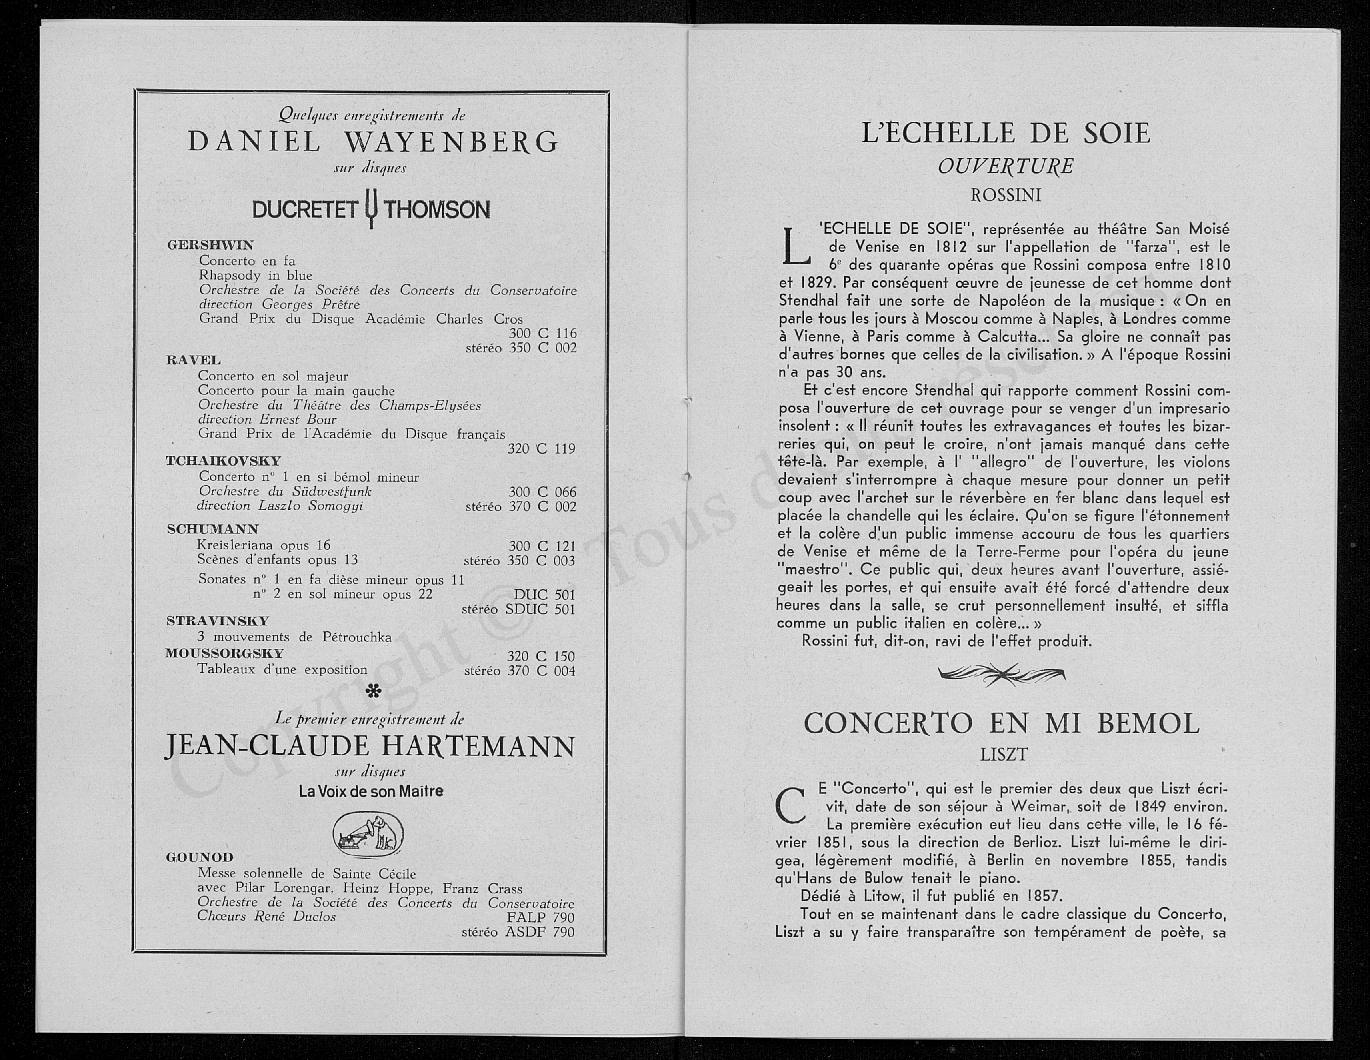 Quelques enregistrements de
DANIEL WAYENBERG
sur disques
DUCRETET THOMSON
GERSHWIN
Concerto en fa
Rhapsody in blue
Orchestre de la Société des Concerts du Conservatoire
direction Georges Prêtre
Grand Prix du Disque Académie Charles Cros
300 C 116
stéréo 350 C 002
RAVEL
Concerto en sol majeur
Concerto pour la main gauche
Orchestre du Théâtre des Champs-Elysées
direction Ernest Bour
Grand Prix de l'Académie du Disque français
320 C 119
TCHAIKOVSKY
Concerto n° 1 en si bémol mineur
Orchestre du Südwestfunk 300 C 066
direction Laszlo Somogyi stéréo 370 C 002
SCHUMANN
Kreisleriana opus 16 300 C 121
Scènes d'enfants opus 13 stéréo 350 C 003
Sonates n° 1 en fa dièse mineur opus 11
n° 2 en sol mineur opus 22 DUC 501
stéréo SDUC 501
STRAVINSKY
3 mouvements de Pétrouchka
MOUSSORGSKY 320 C 150
Tableaux d'une exposition stéréo 370 C 004
Le premier enregistrement de
JEAN-CLAUDE HARTEMANN
sur disques
La Voix de son Maître
GOUNOD
Messe solennelle de Sainte Cécile
avec Pilar Lorengar, Heinz Hoppe, Franz Crass
Orchestre de la Société des Concerts du Conservatoire
Chœurs René Duclos FALP 790
stéréo ASDF 790
L'ECHELLE DE SOIE
OUVERTURE
ROSSINI
L'ECHELLE DE SOIE", représentée au théâtre San Moisé
de Venise en 1812 sur l'appellation de "farza", est le
6e des quarante opéras que Rossini composa entre 1810
et 1829. Par conséquent œuvre de jeunesse de cet homme dont
Stendhal fait une sorte de Napoléon de la musique : « On en
parle tous les jours à Moscou comme à Naples, à Londres comme
à Vienne, à Paris comme à Calcutta... Sa gloire ne connaît pas
d'autres bornes que celles de la civilisation. » A l'époque Rossini
n'a pas 30 ans.
Et c'est encore Stendhal qui rapporte comment Rossini com-
posa l'ouverture de cet ouvrage pour se venger d'un impresario
insolent : « Il réunit toutes les extravagances et toutes les bizar-
reries qui, on peut le croire, n'ont jamais manqué dans cette
tête-là. Par exemple, à l' "allegro" de l'ouverture, les violons
devaient s'interrompre à chaque mesure pour donner un petit
coup avec l'archet sur le réverbère en fer blanc dans lequel est
placée la chandelle qui les éclaire. Qu'on se figure l'étonnement
et la colère d'un public immense accouru de tous les quartiers
de Venise et même de la Terre-Ferme pour l'opéra du jeune
"maestro". Ce public qui, deux heures avant l'ouverture, assié-
geait les portes, et qui ensuite avait été forcé d'attendre deux
heures dans la salle, se crut personnellement insulté, et siffla
comme un public italien en colère... »
Rossini fut, dit-on, ravi de l'effet produit.
CONCERTO EN MI BEMOL
LISZT
CE "Concerto", qui est le premier des deux que Liszt écri-
vit, date de son séjour à Weimar, soit de 1849 environ.
La première exécution eut lieu dans cette ville, le 16 fé-
vrier 1851, sous la direction de Berlioz. Liszt lui-même le diri-
gea, légèrement modifié, à Berlin en novembre 1855, tandis
qu'Hans de Bulow tenait le piano.
Dédié à Litow, il fut publié en 1857.
Tout en se maintenant dans le cadre classique du Concerto,
Liszt a su y faire transparaître son tempérament de poète, sa
Copyright © Tous